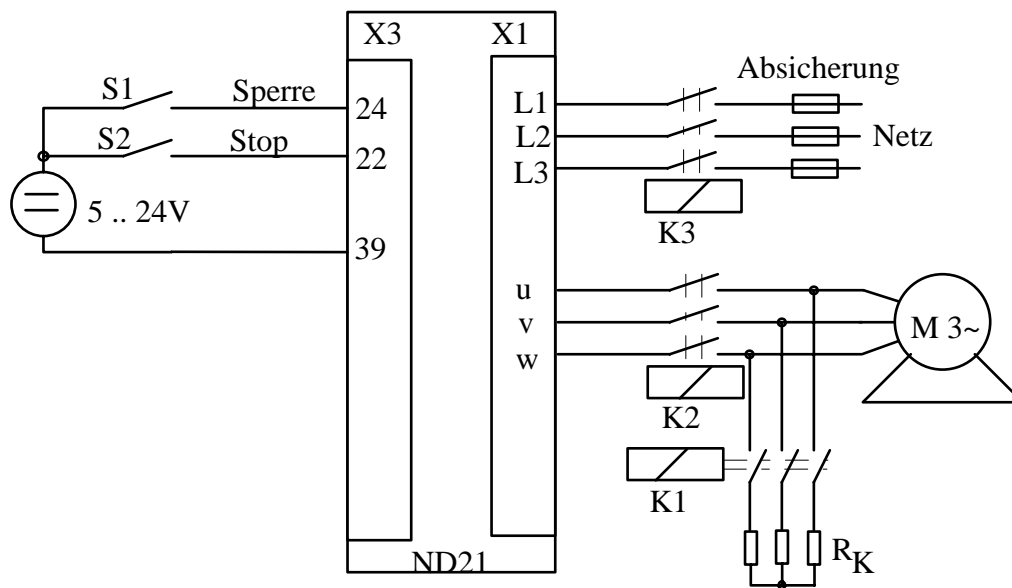 X3 X1
Absicherung
S1 Sperre 24 L1
S2 Stop 22 L2 Netz
L3
5 .. 24V
K3
39
u
v M 3~
w
K2
K1
RK
ND21